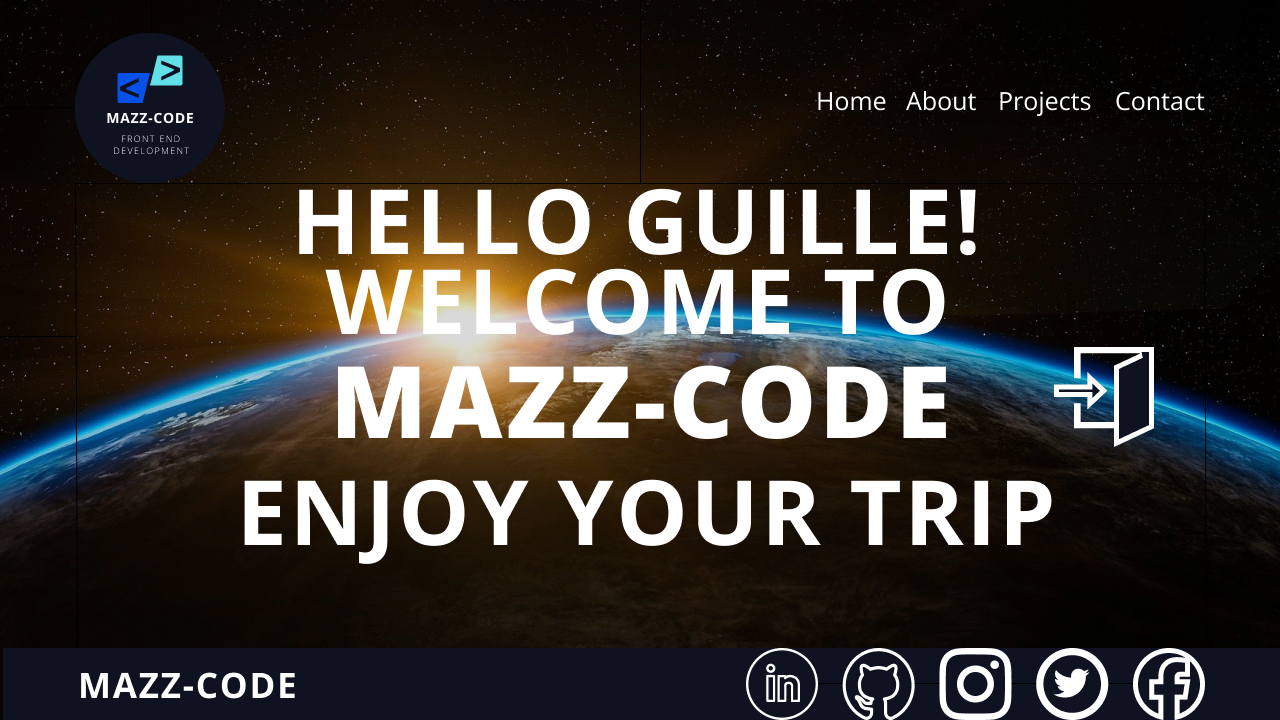 < >
MAZZ-CODE
FRONT END
DEVELOPMENT
Home About Projects Contact
HELLO GUILLE!
WELCOME TO
MAZZ-CODE
ENJOY YOUR TRIP
MAZZ-CODE
in